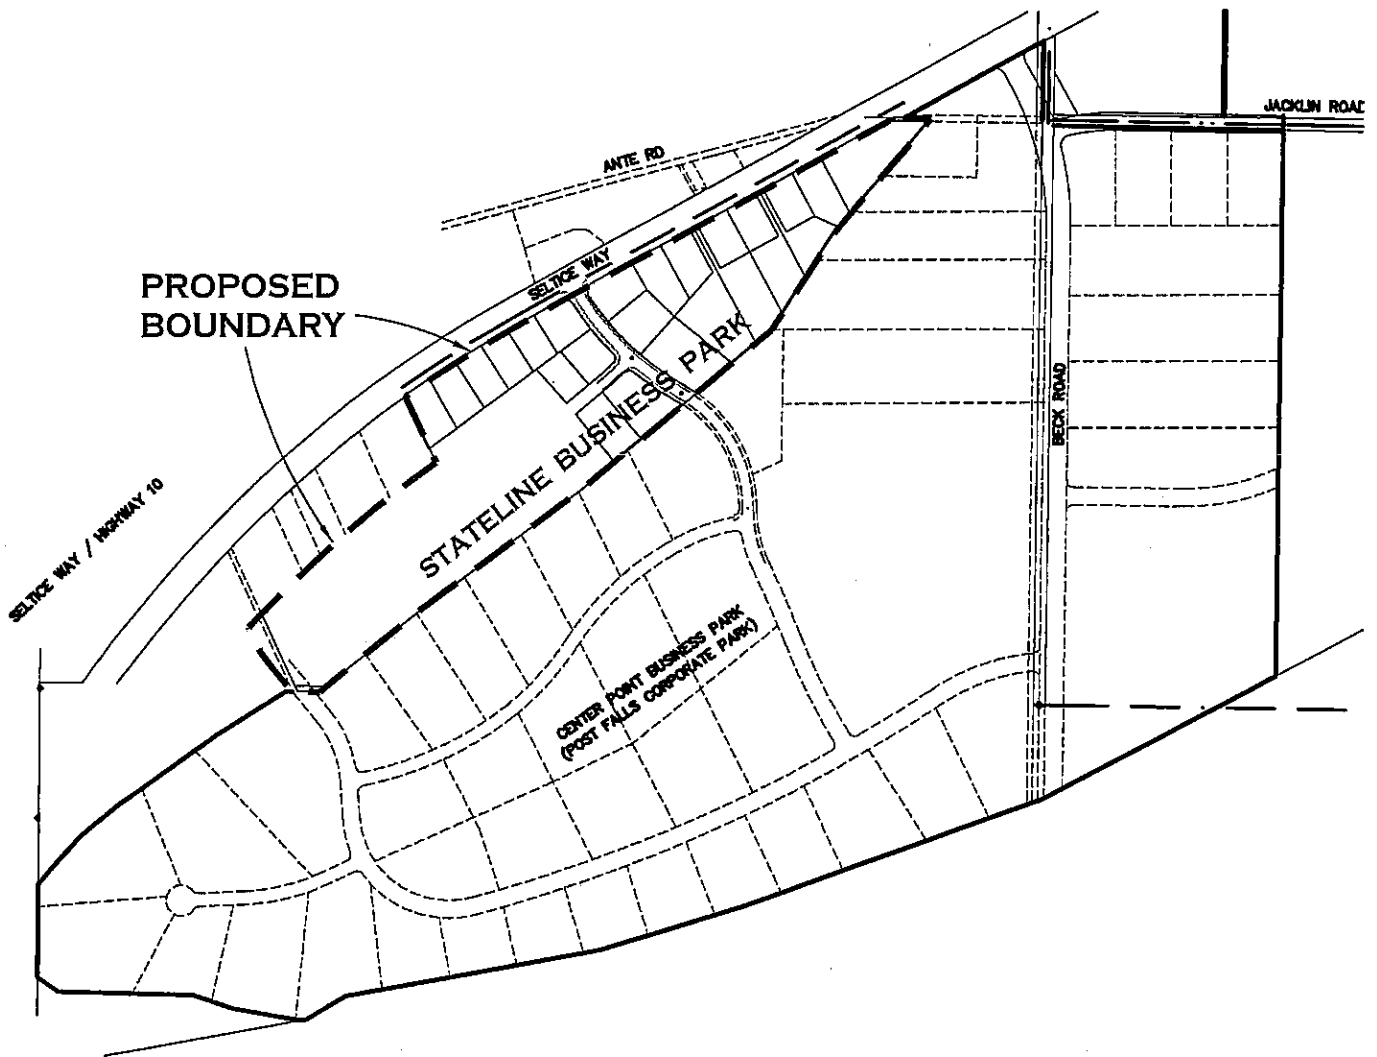 JACKLIN ROAD
ANTE RD
SELTICE WAY
PROPOSED
BOUNDARY
STATELINE BUSINESS PARK
BECK ROAD
SELTICE WAY / HIGHWAY 10
CENTER POINT BUSINESS PARK
(POST FALLS CORPORATE PARK)